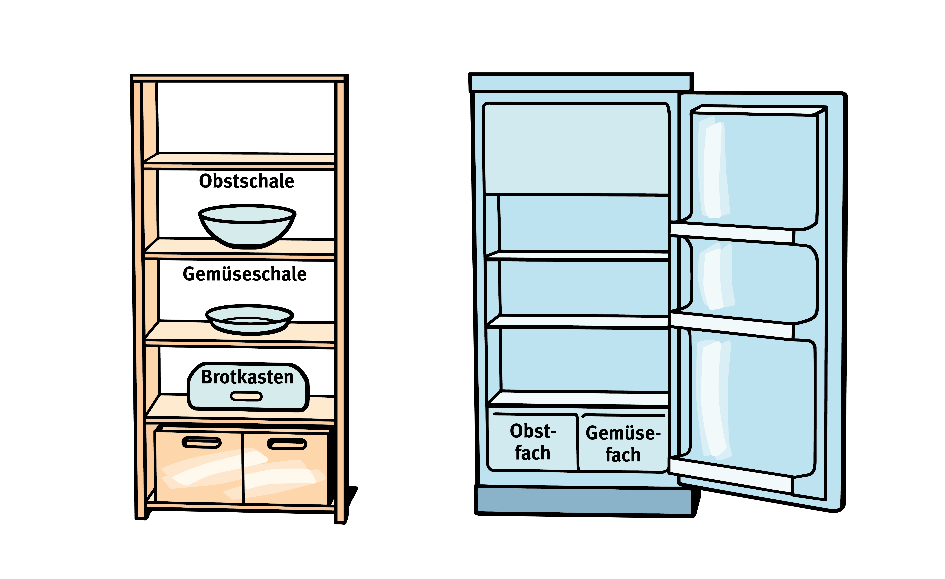 Obstschale
Gemüseschale
Brotkasten
Obst-
fach
Gemüse-
fach